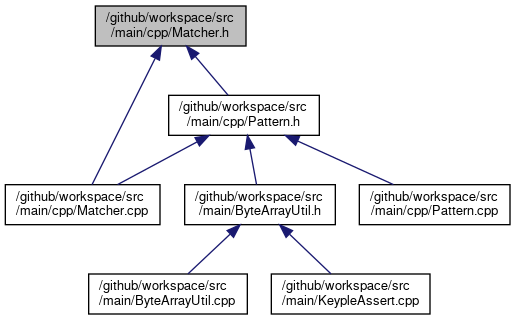 /github/workspace/src
/main/cpp/Matcher.h
/github/workspace/src
/main/cpp/Pattern.h
/github/workspace/src
/main/cpp/Matcher.cpp
/github/workspace/src
/main/ByteArrayUtil.h
/github/workspace/src
/main/cpp/Pattern.cpp
/github/workspace/src
/main/ByteArrayUtil.cpp
/github/workspace/src
/main/KeypleAssert.cpp